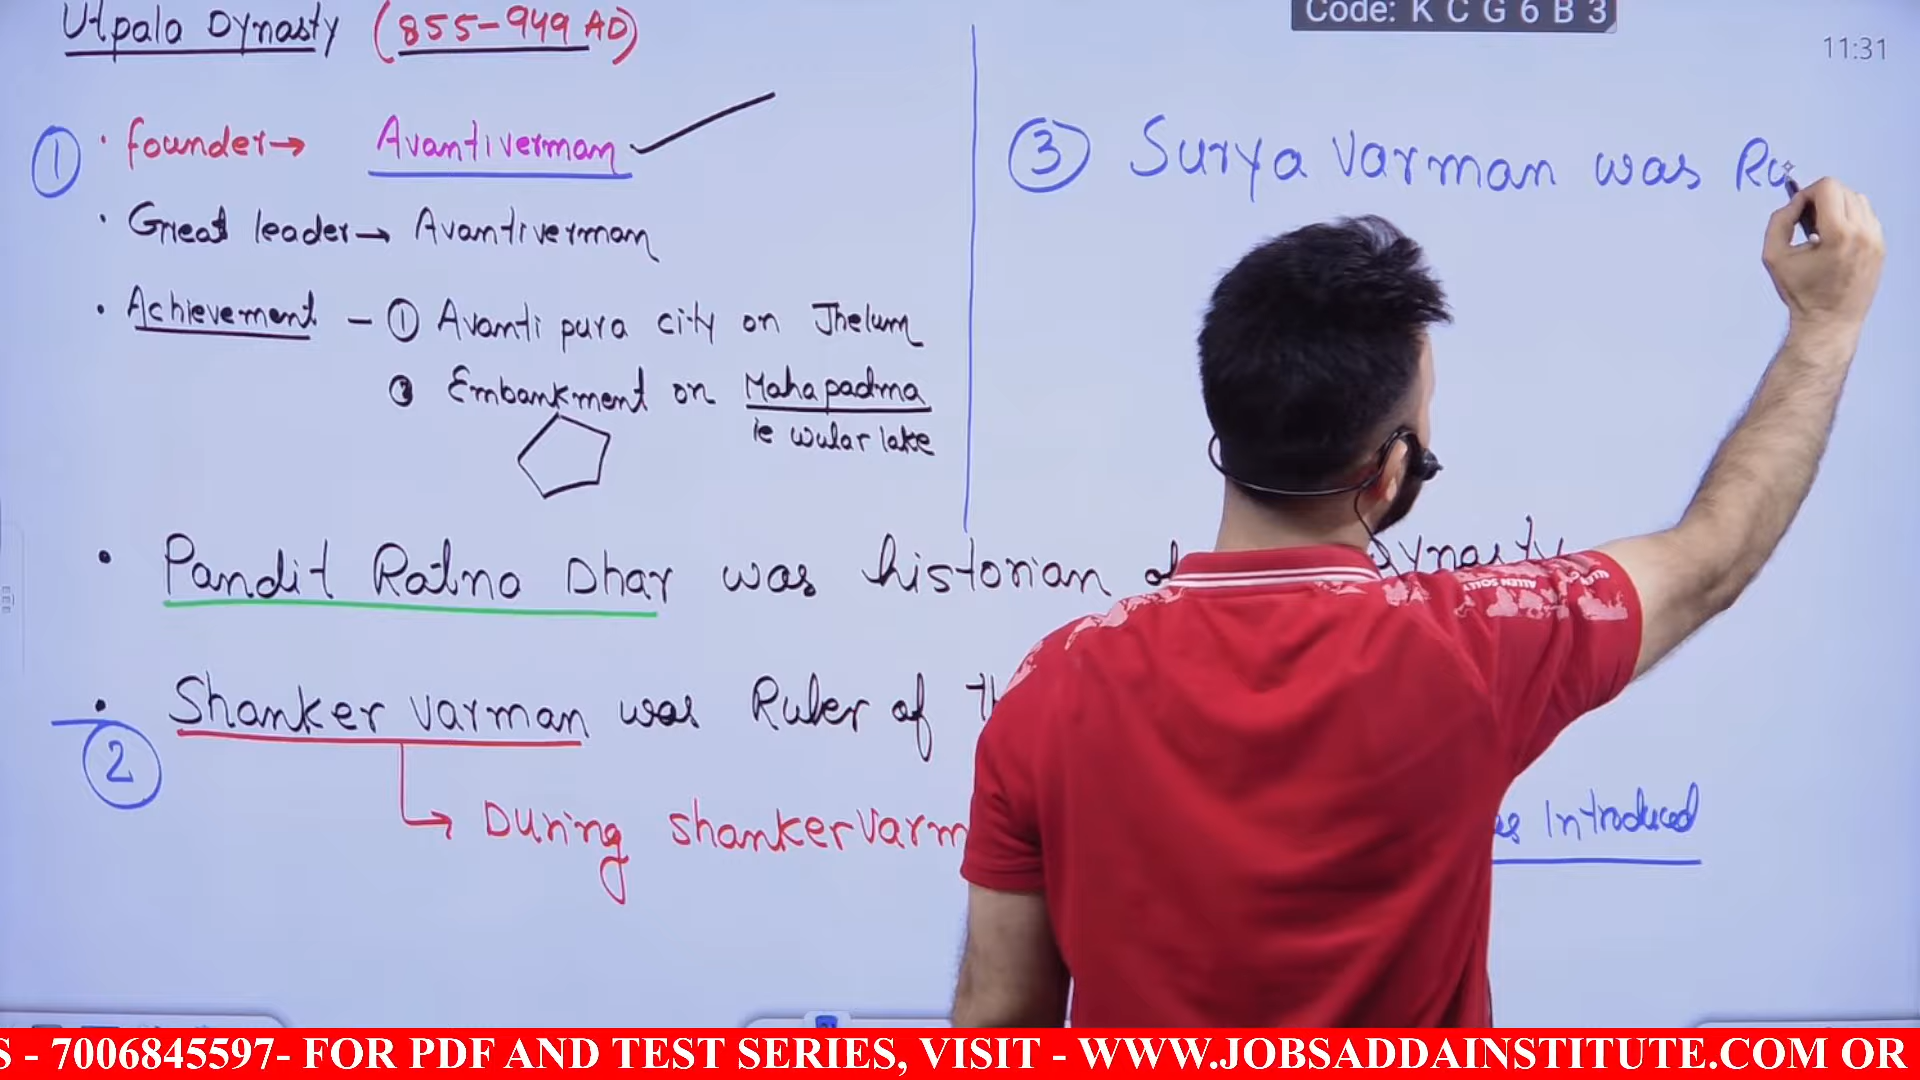 Utpala Dynasty (855-949 AD)
Code: K C G 6 B 3
11:31
① · founder→ Avantiverman
· Great leader→ Avantiverman
· Achievement - ① Avanti pura city on Jhelum
② Embankment on Mahapadma
ie wular lake
③ Surya Varman was
• Pandit Ratna Dhar was historian of Dynasty
• Shanker varman was Ruler of
②
During shanker varm Introduced
ALLEN SOLLY
S - 7006845597- FOR PDF AND TEST SERIES, VISIT - WWW.JOBSADDAINSTITUTE.COM OR